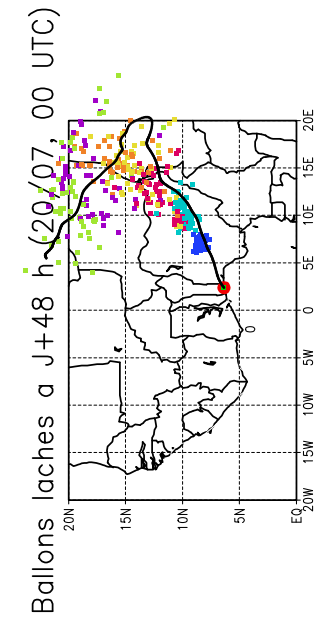 Ballons laches a J+48 h (20/07, 00 UTC)
20N
15N
10N
5N
EQ
20W
15W
10W
5W
0
5E
10E
15E
20E
0